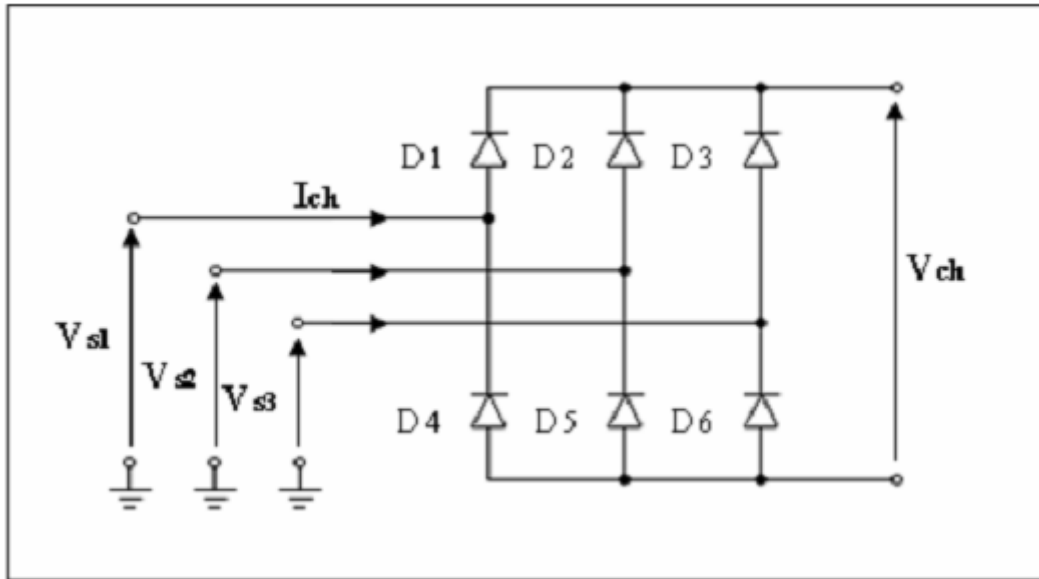 D1 D2 D3
Ich
Vch
Vs1
Vs2
Vs3
D4 D5 D6